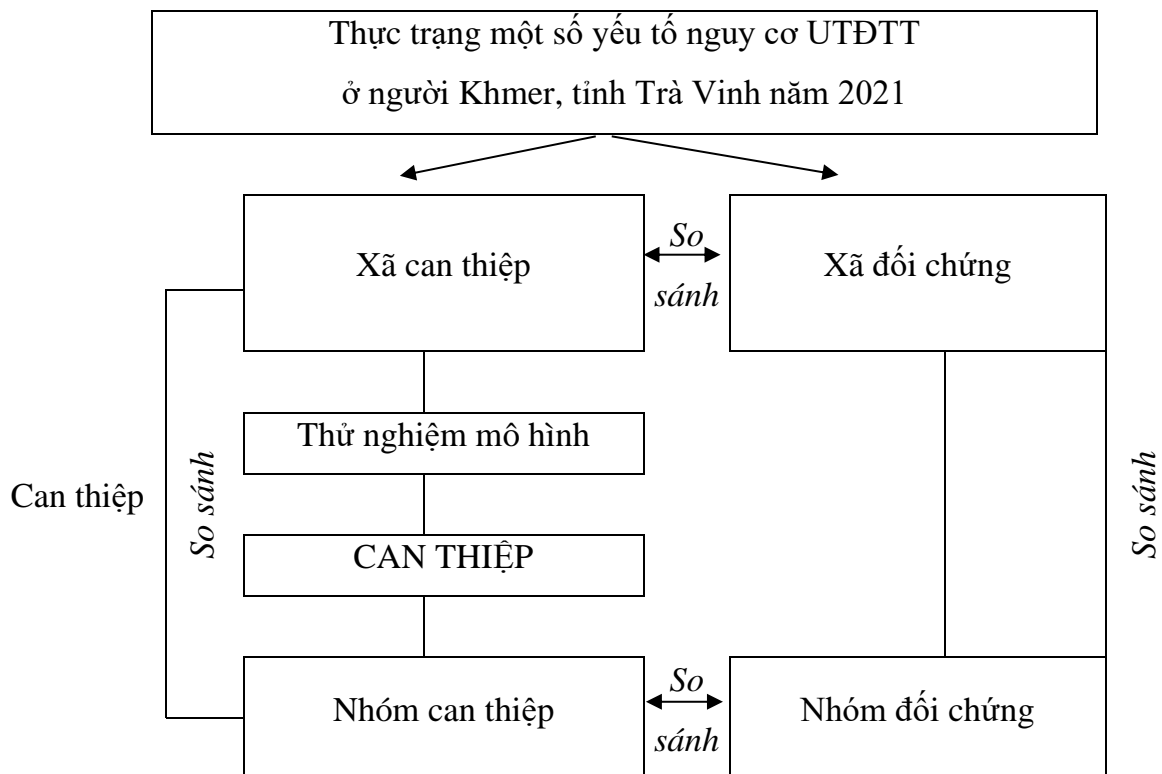 Thực trạng một số yếu tố nguy cơ UTĐTT
ở người Khmer, tỉnh Trà Vinh năm 2021
Xã can thiệp
So
sánh
Xã đối chứng
Thử nghiệm mô hình
Can thiệp
So sánh
So sánh
CAN THIỆP
Nhóm can thiệp
So
sánh
Nhóm đối chứng